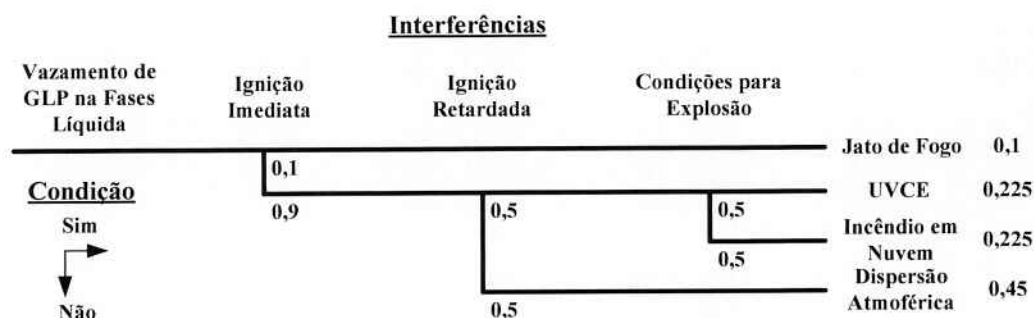 Interferências
Vazamento de
GLP na Fases
Líquida
Ignição
Imediata
Ignição
Retardada
Condições para
Explosão
Jato de Fogo 0,1
0,1
Condição
Sim
Não
0,9
0,5
0,5
UVCE 0,225
0,5
Incêndio em
Nuvem
0,225
0,5
Dispersão
Atmoférica
0,45
0,5